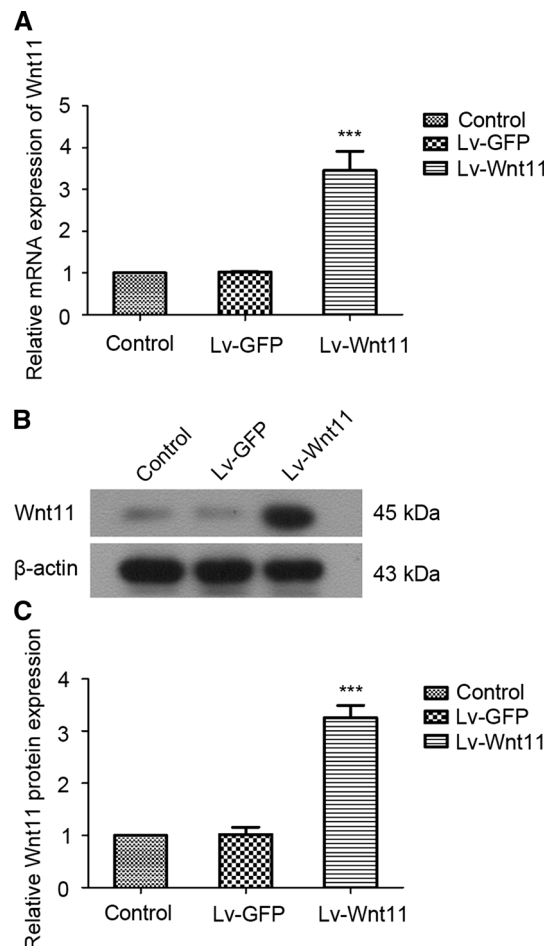 A
Relative mRNA expression of Wnt11
5
4
3
2
1
0
***
Control
Lv-GFP
Lv-Wnt11
Control
Lv-GFP
Lv-Wnt11
B
Control
Lv-GFP
Lv-Wnt11
Wnt11
45 kDa
β-actin
43 kDa
C
Relative Wnt11 protein expression
4
3
2
1
0
***
Control
Lv-GFP
Lv-Wnt11
Control
Lv-GFP
Lv-Wnt11